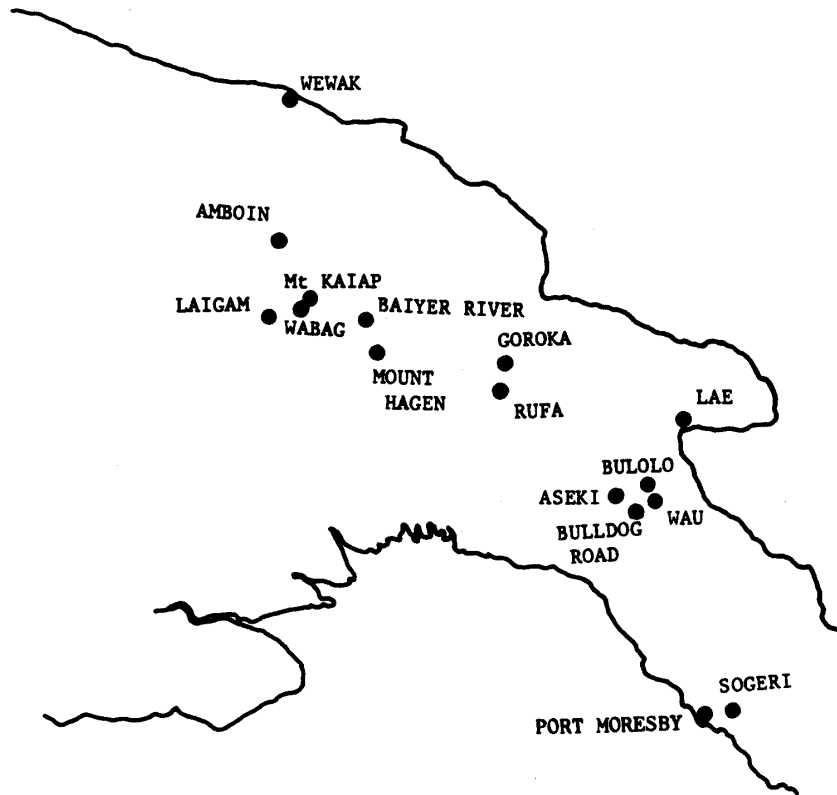 WEWAK
AMBOIN
Mt KAIAP
LAIGAM
WABAG
BAIYER RIVER
GOROKA
MOUNT
HAGEN
RUFA
LAE
BULOLO
ASEKI
WAU
BULLDOG
ROAD
SOGERI
PORT MORESBY